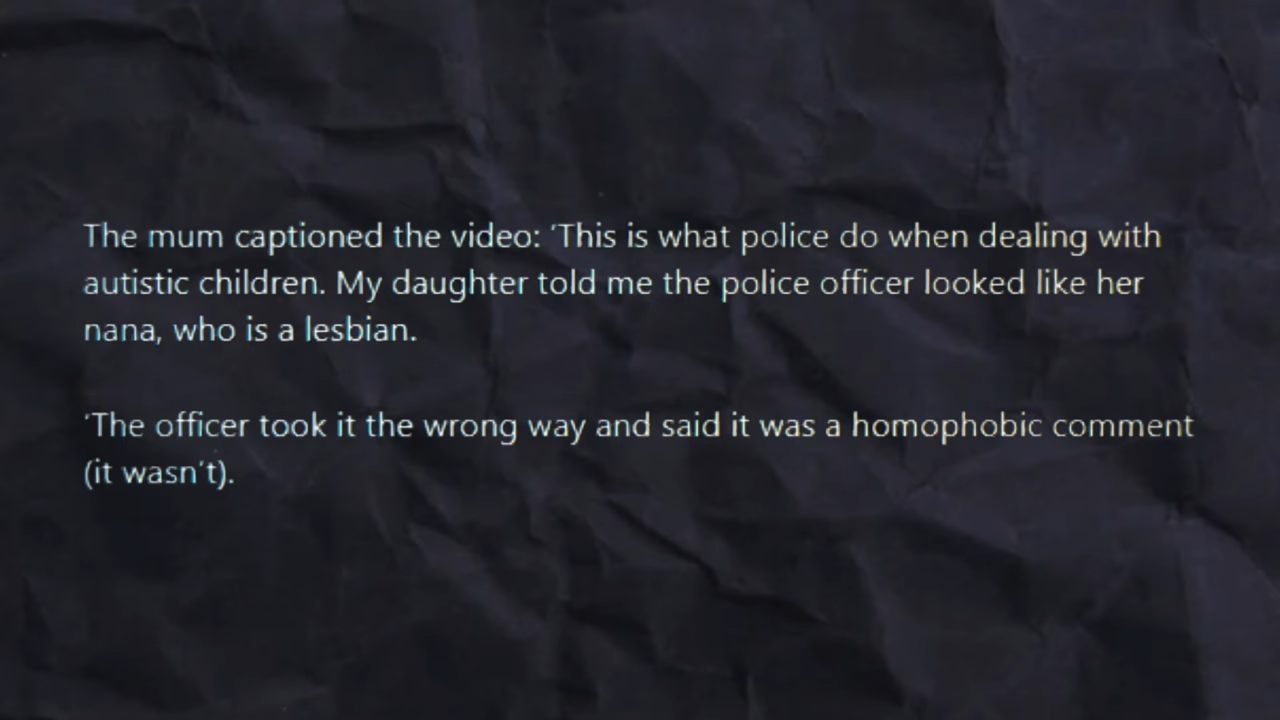 The mum captioned the video: ‘This is what police do when dealing with
autistic children. My daughter told me the police officer looked like her
nana, who is a lesbian.
‘The officer took it the wrong way and said it was a homophobic comment
(it wasn’t).